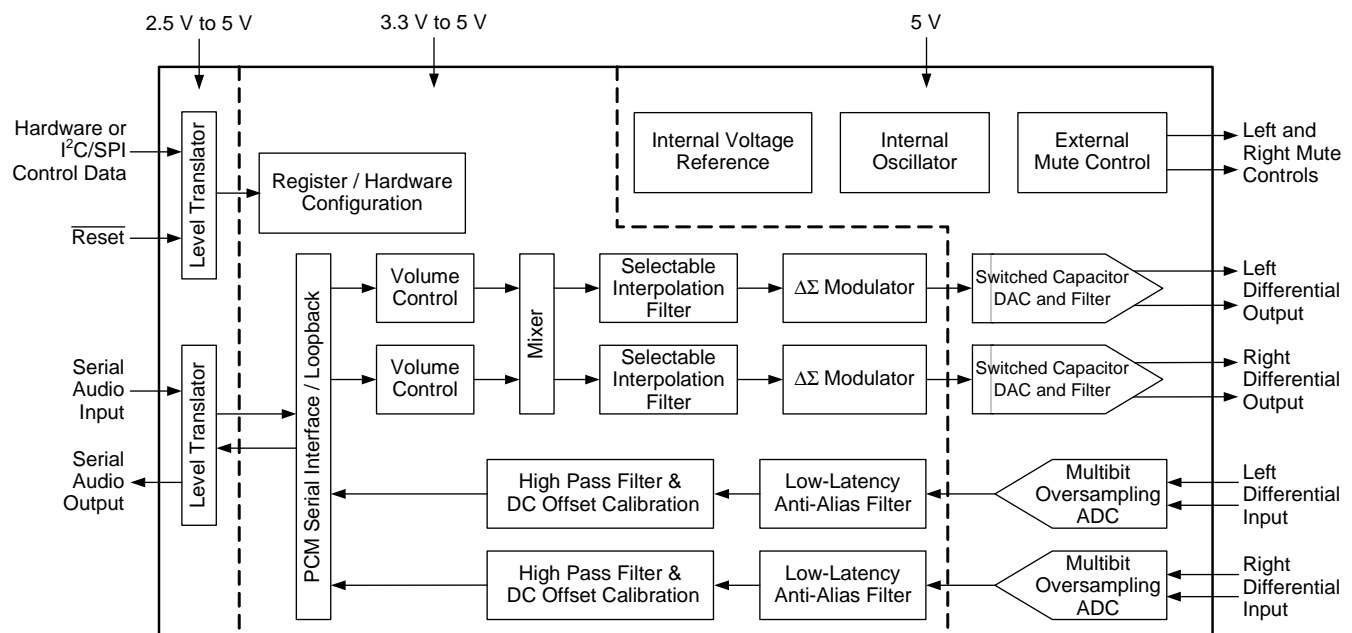 2.5 V to 5 V
3.3 V to 5 V
5 V
Hardware or
I²C/SPI
Control Data
Reset
Level Translator
Register / Hardware
Configuration
Internal Voltage
Reference
Internal
Oscillator
External
Mute Control
Left and
Right Mute
Controls
Serial
Audio
Input
Serial
Audio
Output
Level Translator
PCM Serial Interface / Loopback
Volume
Control
Volume
Control
Mixer
Selectable
Interpolation
Filter
ΔΣ Modulator
Switched Capacitor
DAC and Filter
Left
Differential
Output
Selectable
Interpolation
Filter
ΔΣ Modulator
Switched Capacitor
DAC and Filter
Right
Differential
Output
High Pass Filter &
DC Offset Calibration
Low-Latency
Anti-Alias Filter
Multibit
Oversampling
ADC
Left
Differential
Input
High Pass Filter &
DC Offset Calibration
Low-Latency
Anti-Alias Filter
Multibit
Oversampling
ADC
Right
Differential
Input